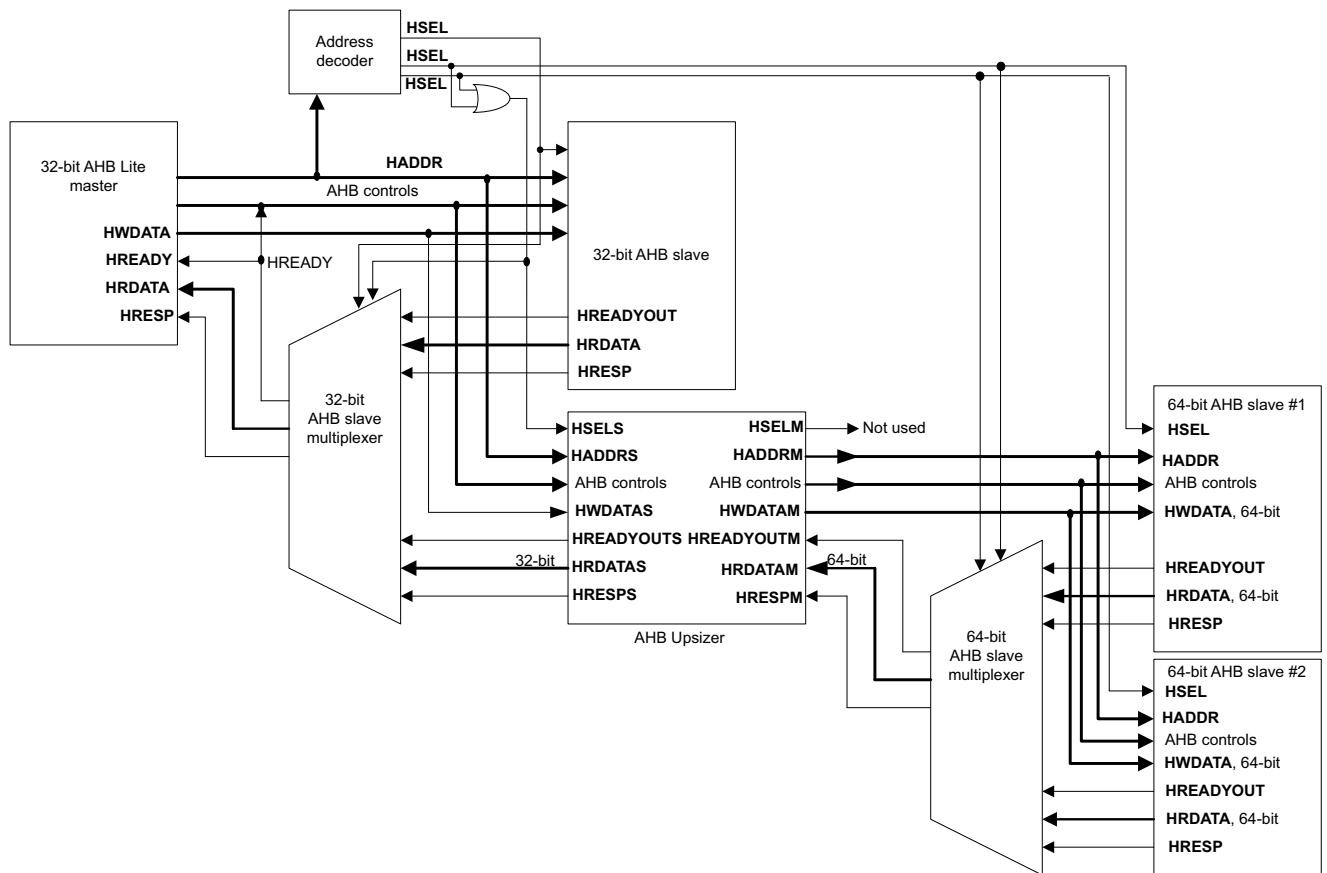 Address
decoder
HSEL
HSEL
HSEL
32-bit AHB Lite
master
HADDR
AHB controls
HWDATA
HREADY
HREADY
HRDATA
HRESP
32-bit AHB slave
HREADYOUT
HRDATA
HRESP
32-bit
AHB slave
multiplexer
HSELS
HADDRS
AHB controls
HWDATAS
HREADYOUTS
32-bit
HRDATAS
HRESPS
HSELM
Not used
HADDRM
AHB controls
HWDATAM
HREADYOUTM
HRDATAM
64-bit
HRESPM
AHB Upsizer
64-bit
AHB slave
multiplexer
64-bit AHB slave #1
HSEL
HADDR
AHB controls
HWDATA, 64-bit
HREADYOUT
HRDATA, 64-bit
HRESP
64-bit AHB slave #2
HSEL
HADDR
AHB controls
HWDATA, 64-bit
HREADYOUT
HRDATA, 64-bit
HRESP